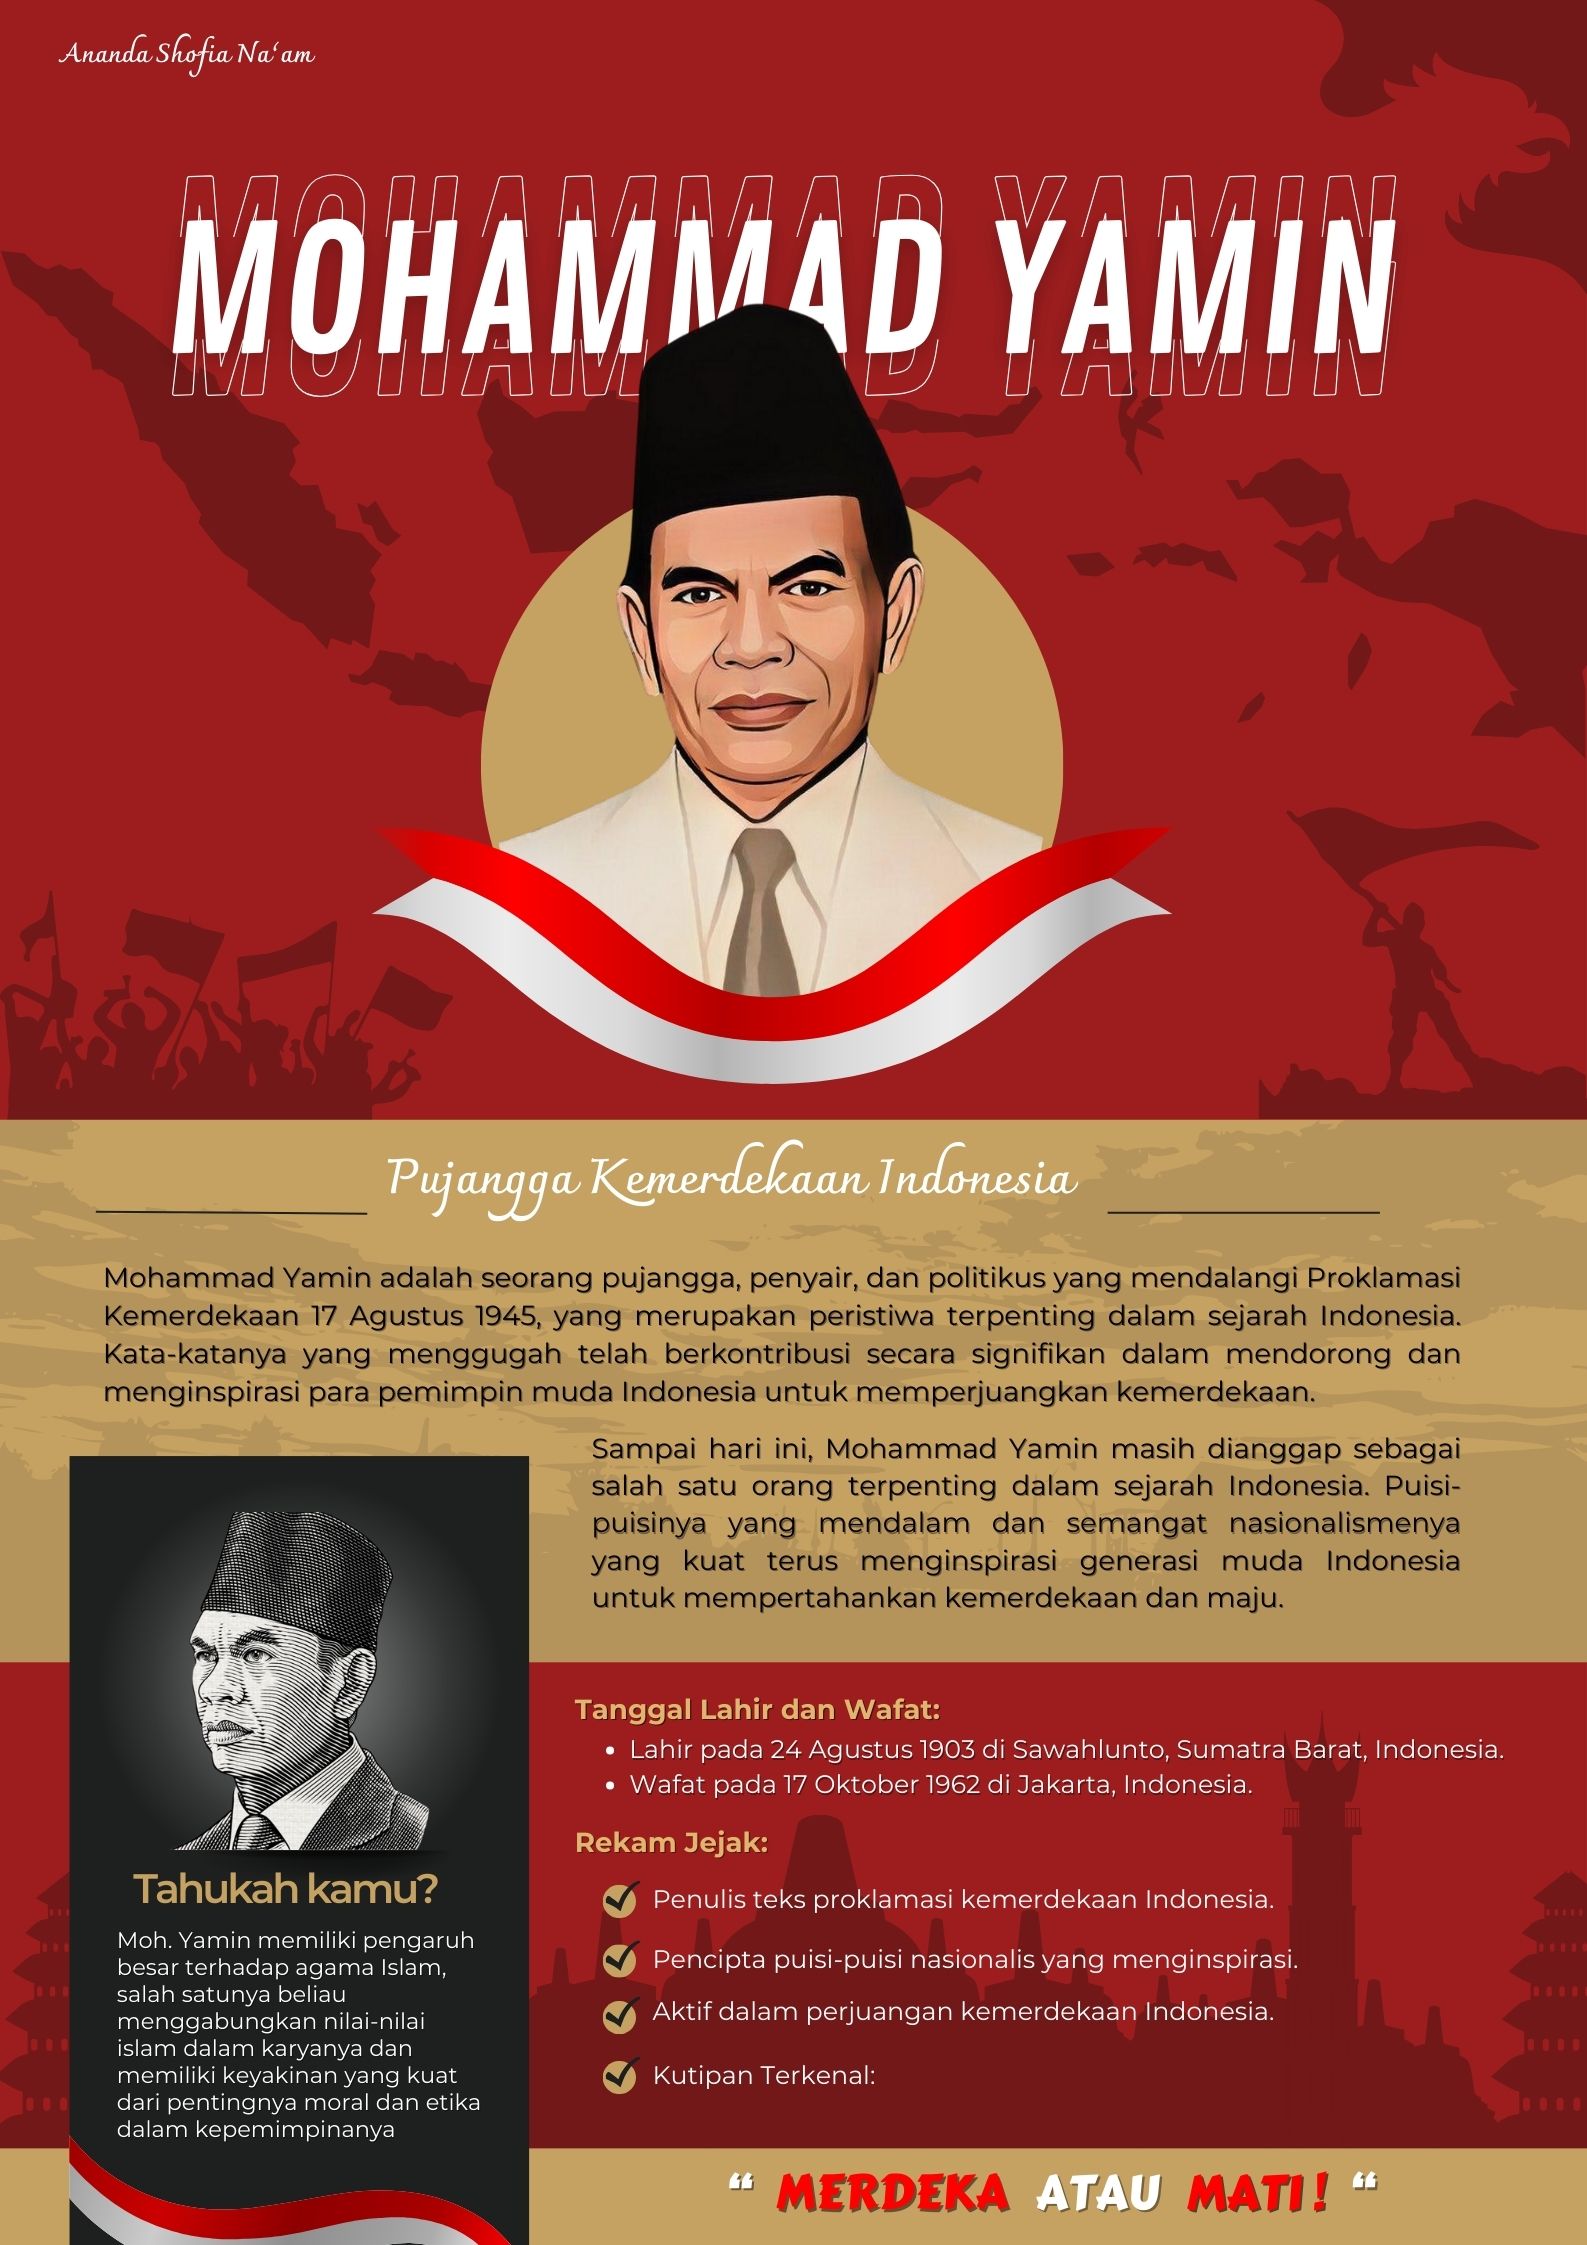 Ananda Shofia Na‘am
MOHAMMAD YAMIN
Pujangga Kemerdekaan Indonesia
Mohammad Yamin adalah seorang pujangga, penyair, dan politikus yang mendalangi Proklamasi
Kemerdekaan 17 Agustus 1945, yang merupakan peristiwa terpenting dalam sejarah Indonesia.
Kata-katanya yang menggugah telah berkontribusi secara signifikan dalam mendorong dan
menginspirasi para pemimpin muda Indonesia untuk memperjuangkan kemerdekaan.
Sampai hari ini, Mohammad Yamin masih dianggap sebagai
salah satu orang terpenting dalam sejarah Indonesia. Puisi-
puisinya yang mendalam dan semangat nasionalismenya
yang kuat terus menginspirasi generasi muda Indonesia
untuk mempertahankan kemerdekaan dan maju.
Tanggal Lahir dan Wafat:
• Lahir pada 24 Agustus 1903 di Sawahlunto, Sumatra Barat, Indonesia.
• Wafat pada 17 Oktober 1962 di Jakarta, Indonesia.
Rekam Jejak:
Penulis teks proklamasi kemerdekaan Indonesia.
Pencipta puisi-puisi nasionalis yang menginspirasi.
Aktif dalam perjuangan kemerdekaan Indonesia.
Kutipan Terkenal:
Tahukah kamu?
Moh. Yamin memiliki pengaruh
besar terhadap agama Islam,
salah satunya beliau
menggabungkan nilai-nilai
islam dalam karyanya dan
memiliki keyakinan yang kuat
dari pentingnya moral dan etika
dalam kepemimpinanya
“ MERDEKA ATAU MATI! “